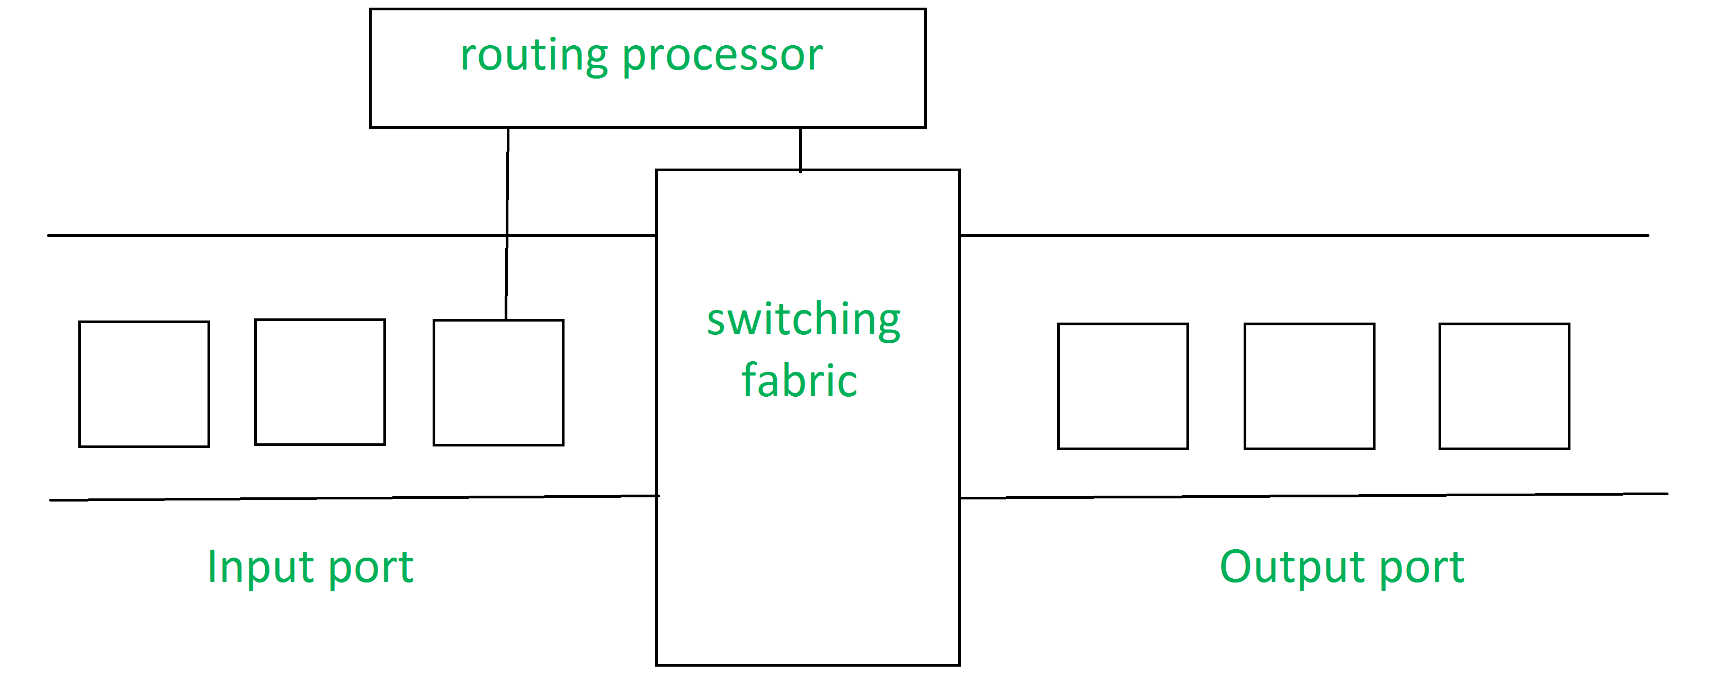 routing processor
switching
fabric
Input port
Output port